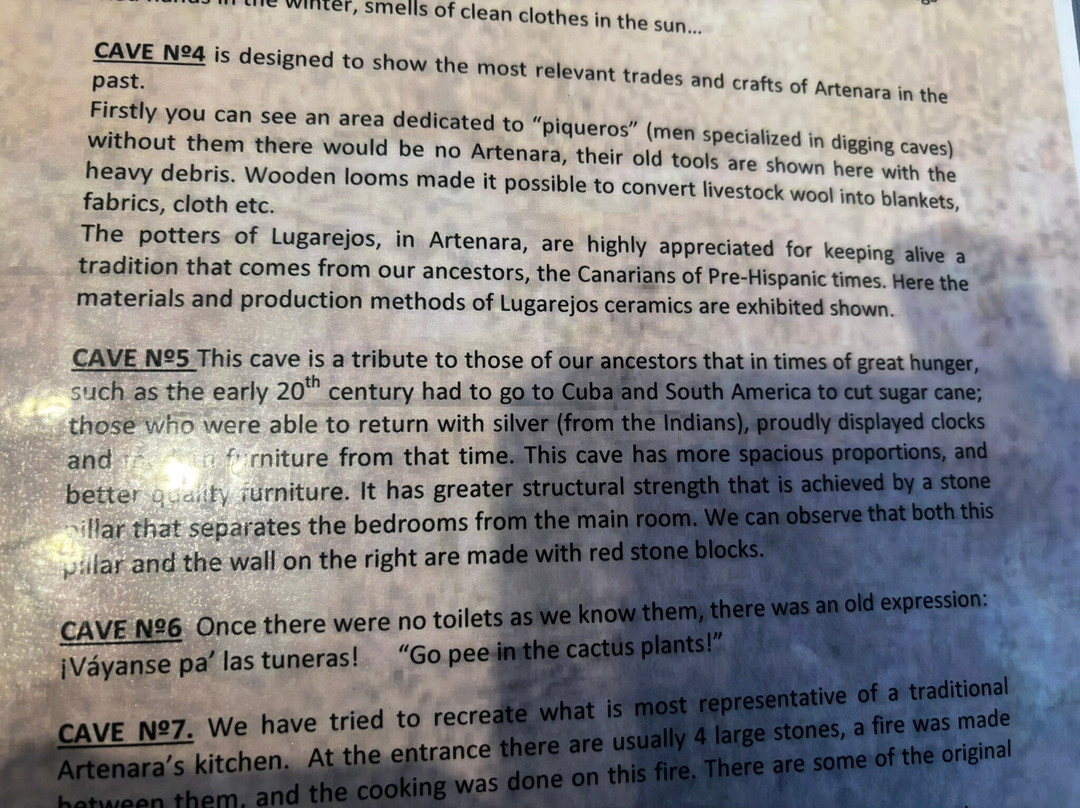 hands in the winter, smells of clean clothes in the sun...
CAVE Nº4 is designed to show the most relevant trades and crafts of Artenara in the
past.
Firstly you can see an area dedicated to “piqueros” (men specialized in digging caves)
without them there would be no Artenara, their old tools are shown here with the
heavy debris. Wooden looms made it possible to convert livestock wool into blankets,
fabrics, cloth etc.
The potters of Lugarejos, in Artenara, are highly appreciated for keeping alive a
tradition that comes from our ancestors, the Canarians of Pre-Hispanic times. Here the
materials and production methods of Lugarejos ceramics are exhibited shown.
CAVE Nº5 This cave is a tribute to those of our ancestors that in times of great hunger,
such as the early 20th century had to go to Cuba and South America to cut sugar cane;
those who were able to return with silver (from the Indians), proudly displayed clocks
and furniture from that time. This cave has more spacious proportions, and
better quality furniture. It has greater structural strength that is achieved by a stone
pillar that separates the bedrooms from the main room. We can observe that both this
pillar and the wall on the right are made with red stone blocks.
CAVE Nº6 Once there were no toilets as we know them, there was an old expression:
¡Váyanse pa’ las tuneras! “Go pee in the cactus plants!”
CAVE Nº7. We have tried to recreate what is most representative of a traditional
Artenara’s kitchen. At the entrance there are usually 4 large stones, a fire was made
between them, and the cooking was done on this fire. There are some of the original